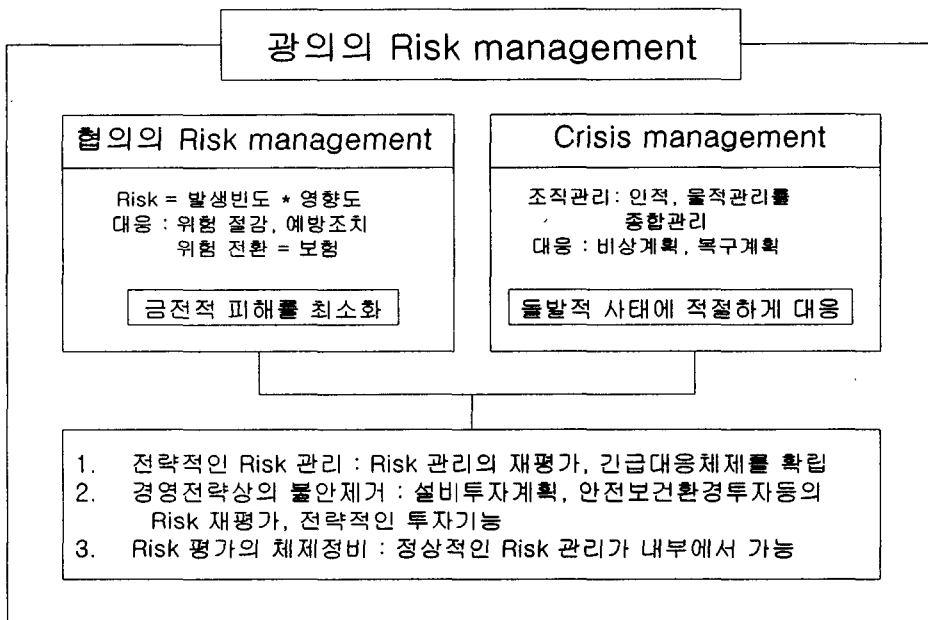 광의의 Risk management
협의의 Risk management
Risk = 발생빈도 * 영향도
대응 : 위험 절감, 예방조치
위험 전환 = 보험
금전적 피해를 최소화
Crisis management
조직관리: 인적, 물적관리를
종합관리
대응 : 비상계획, 복구계획
돌발적 사태에 적절하게 대응
1. 전략적인 Risk 관리 : Risk 관리의 재평가, 긴급대응체제를 확립
2. 경영전략상의 불안제거 : 설비투자계획, 안전보건환경투자등의
Risk 재평가, 전략적인 투자기능
3. Risk 평가의 체제정비 : 정상적인 Risk 관리가 내부에서 가능